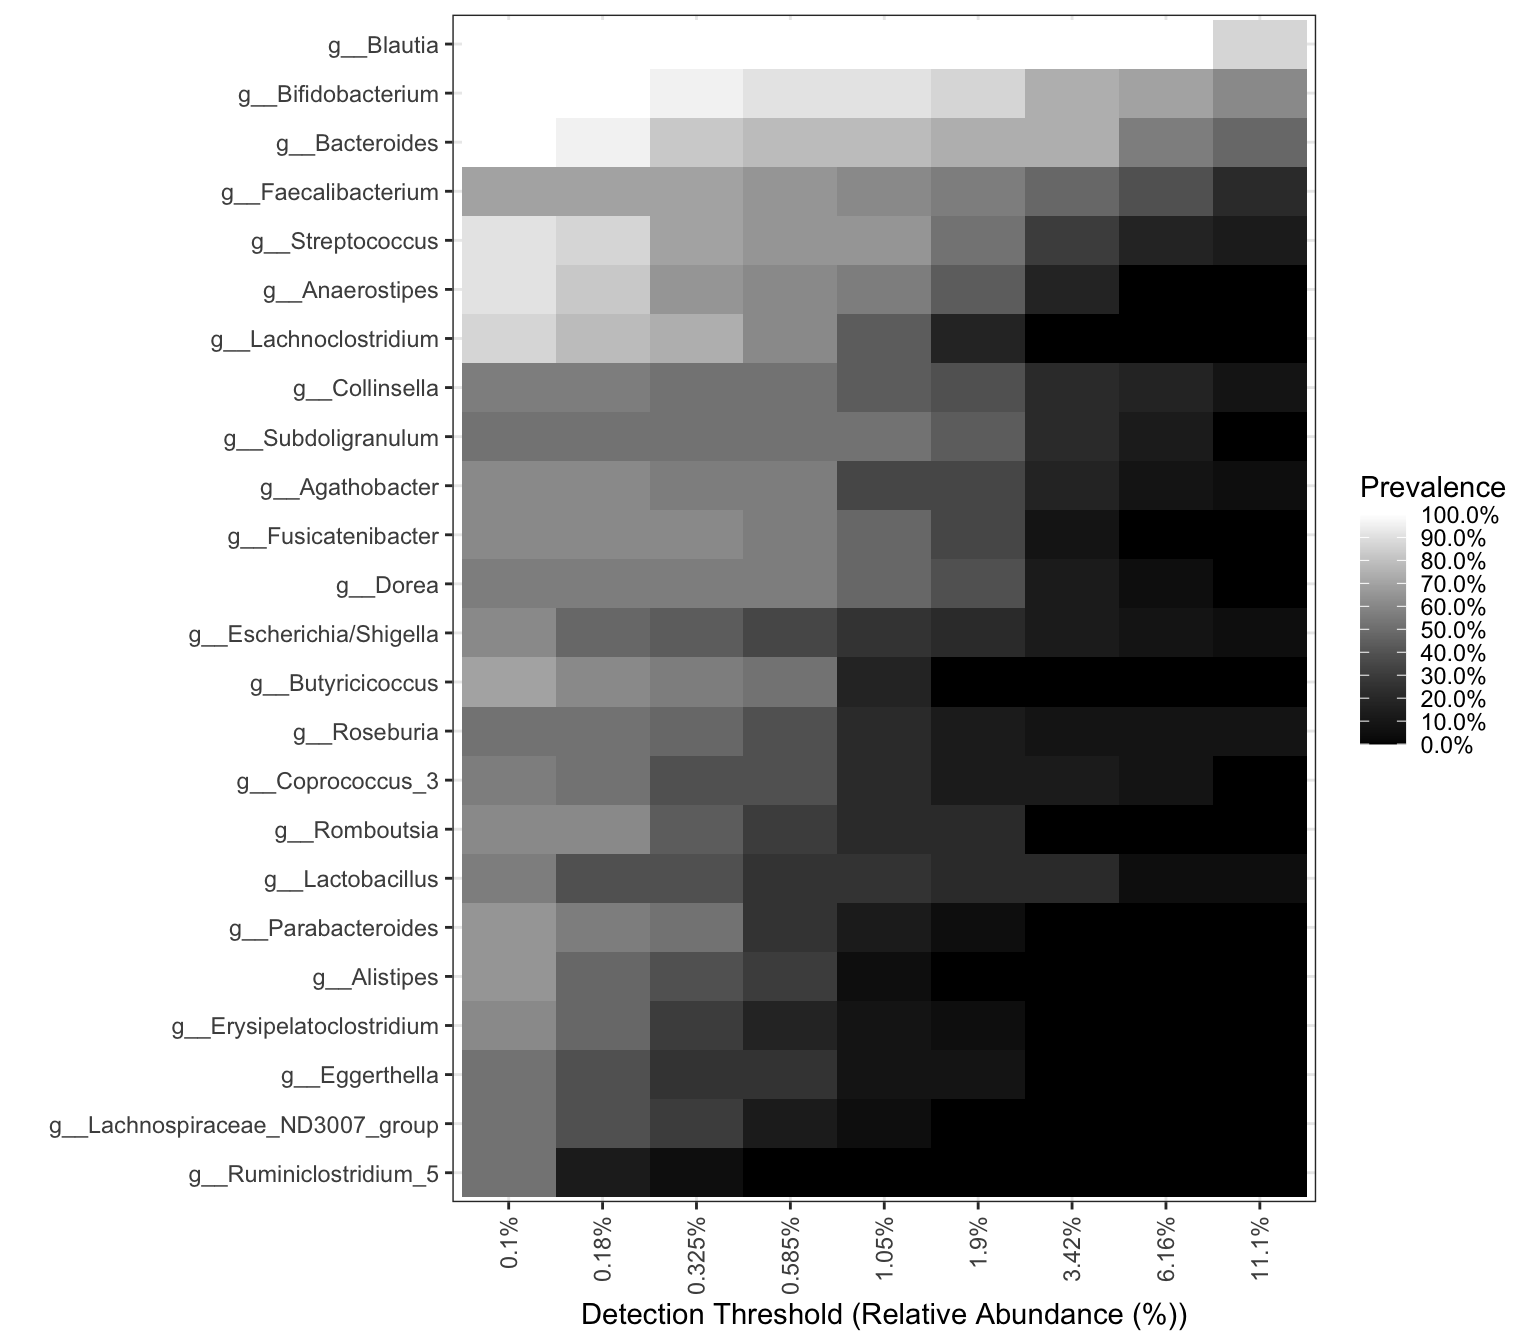 g__Blautia
g__Bifidobacterium
g__Bacteroides
g__Faecalibacterium
g__Streptococcus
g__Anaerostipes
g__Lachnoclostridium
g__Collinsella
g__Subdoligranulum
g__Agathobacter
g__Fusicatenibacter
g__Dorea
g__Escherichia/Shigella
g__Butyricicoccus
g__Roseburia
g__Coprococcus_3
g__Romboutsia
g__Lactobacillus
g__Parabacteroides
g__Alistipes
g__Erysipelatoclostridium
g__Eggerthella
g__Lachnospiraceae_ND3007_group
g__Ruminiclostridium_5
0.1%
0.18%
0.325%
0.585%
1.05%
1.9%
3.42%
6.16%
11.1%
Detection Threshold (Relative Abundance (%))
Prevalence
100.0%
90.0%
80.0%
70.0%
60.0%
50.0%
40.0%
30.0%
20.0%
10.0%
0.0%